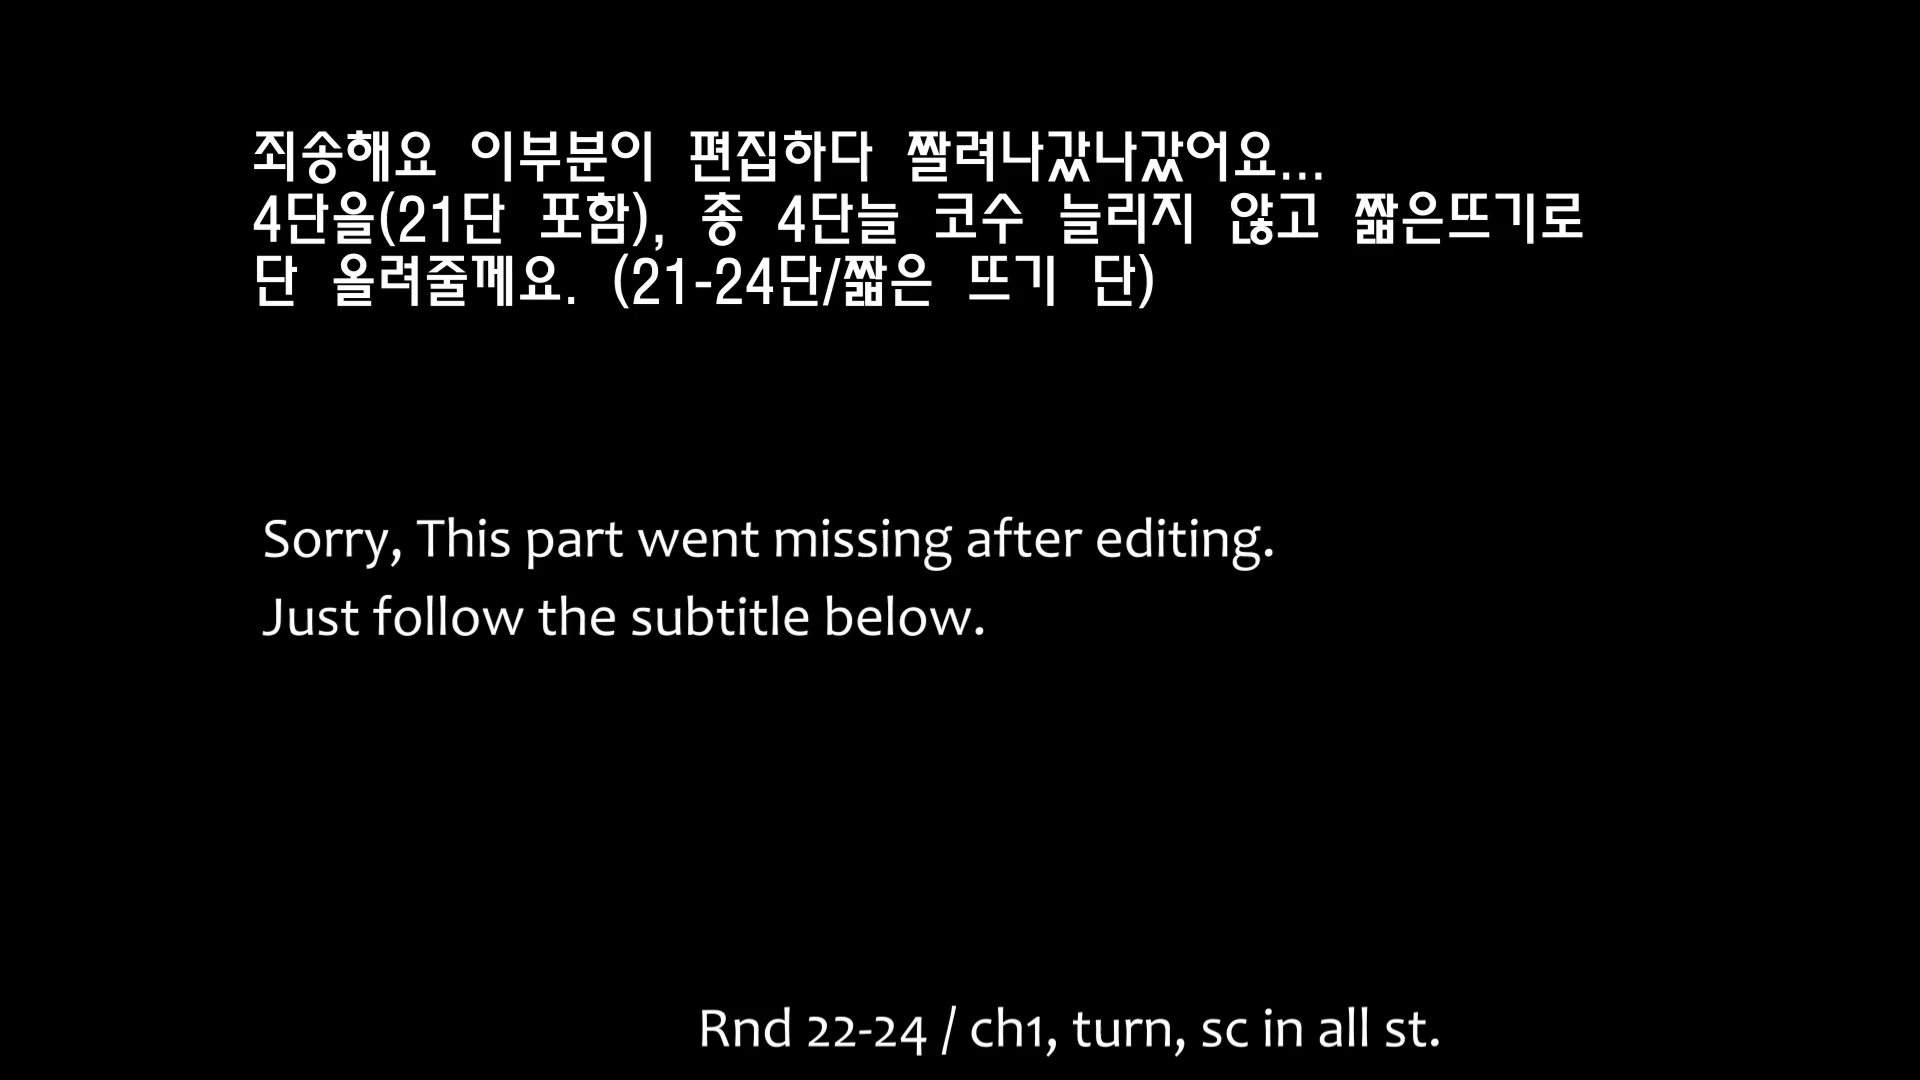 죄송해요 이부분이 편집하다 짤려나갔나갔어요...
4단을(21단 포함), 총 4단늘 코수 늘리지 않고 짧은뜨기로
단 올려줄께요. (21-24단/짧은 뜨기 단)
Sorry, This part went missing after editing.
Just follow the subtitle below.
Rnd 22-24 / ch1, turn, sc in all st.